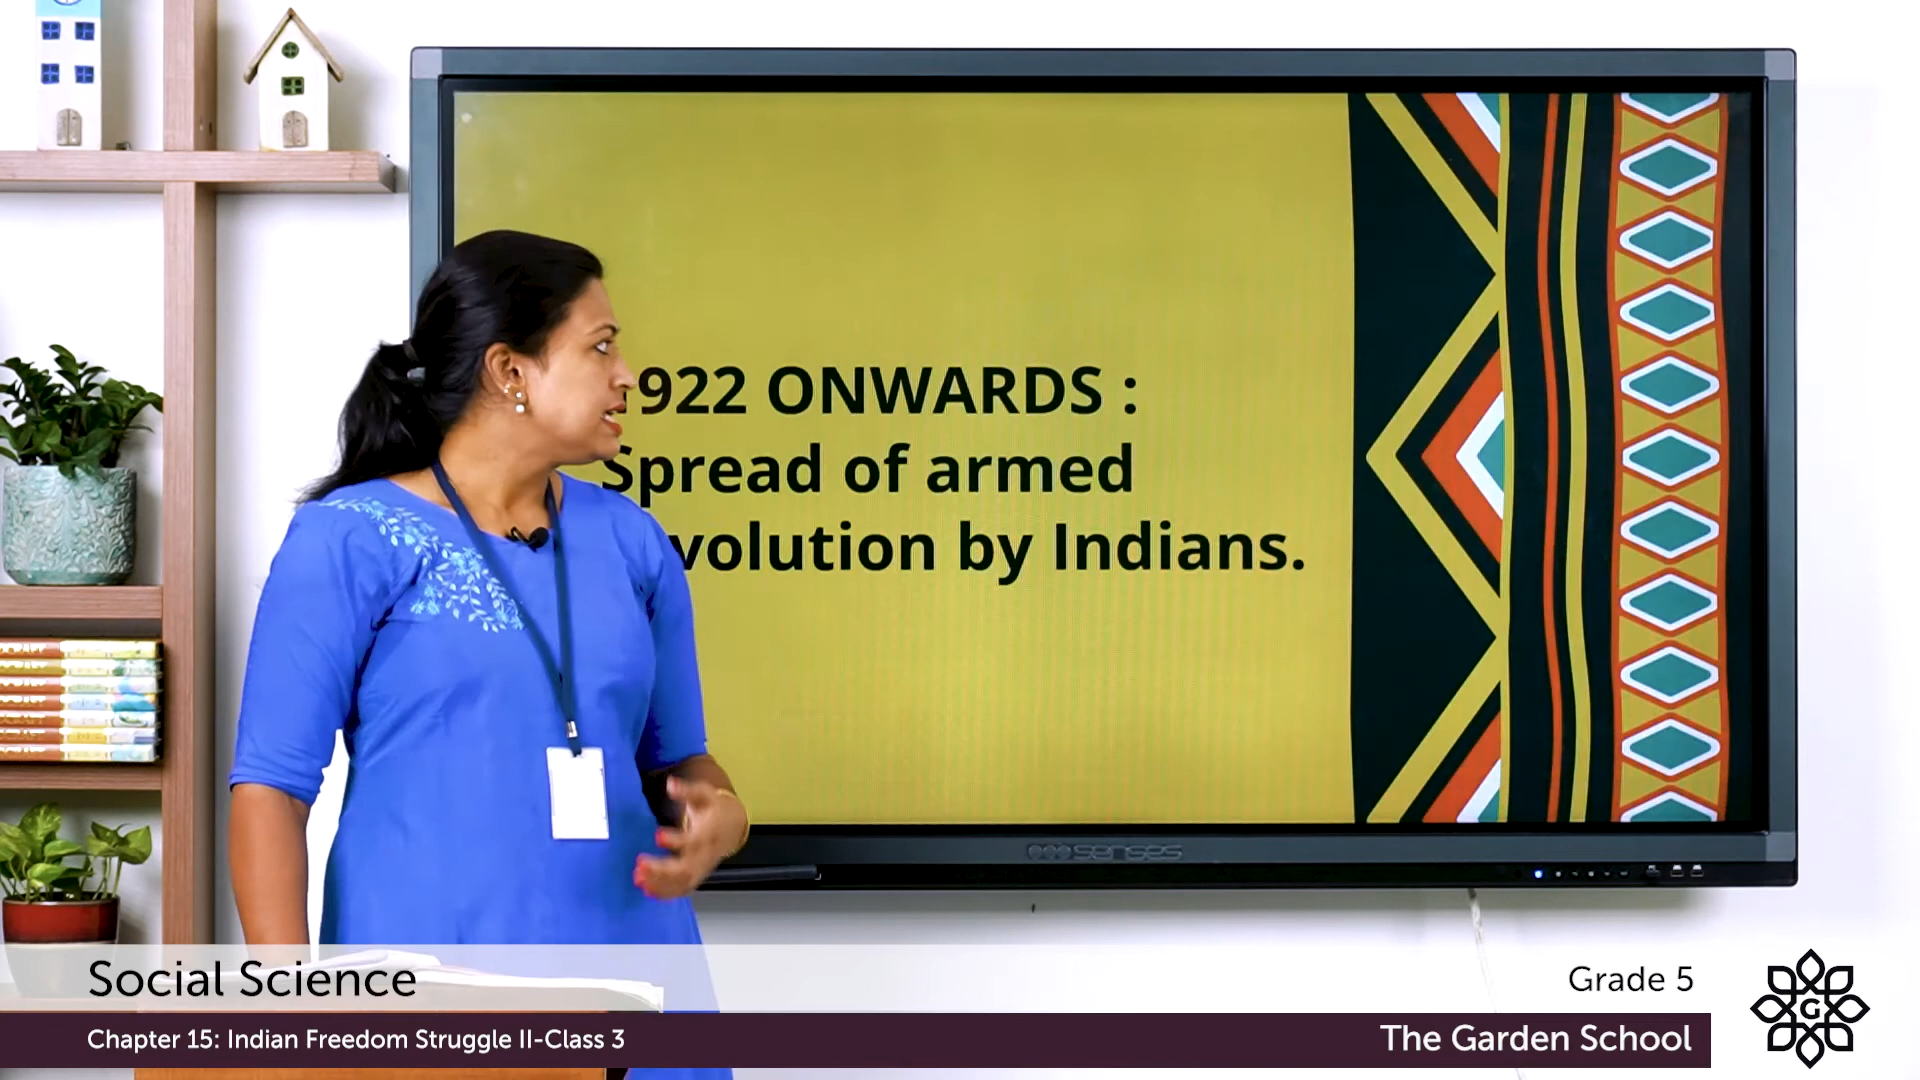 922 ONWARDS :
Spread of armed
volution by Indians.
senses
Social Science
Grade 5
Chapter 15: Indian Freedom Struggle II-Class 3
The Garden School
G